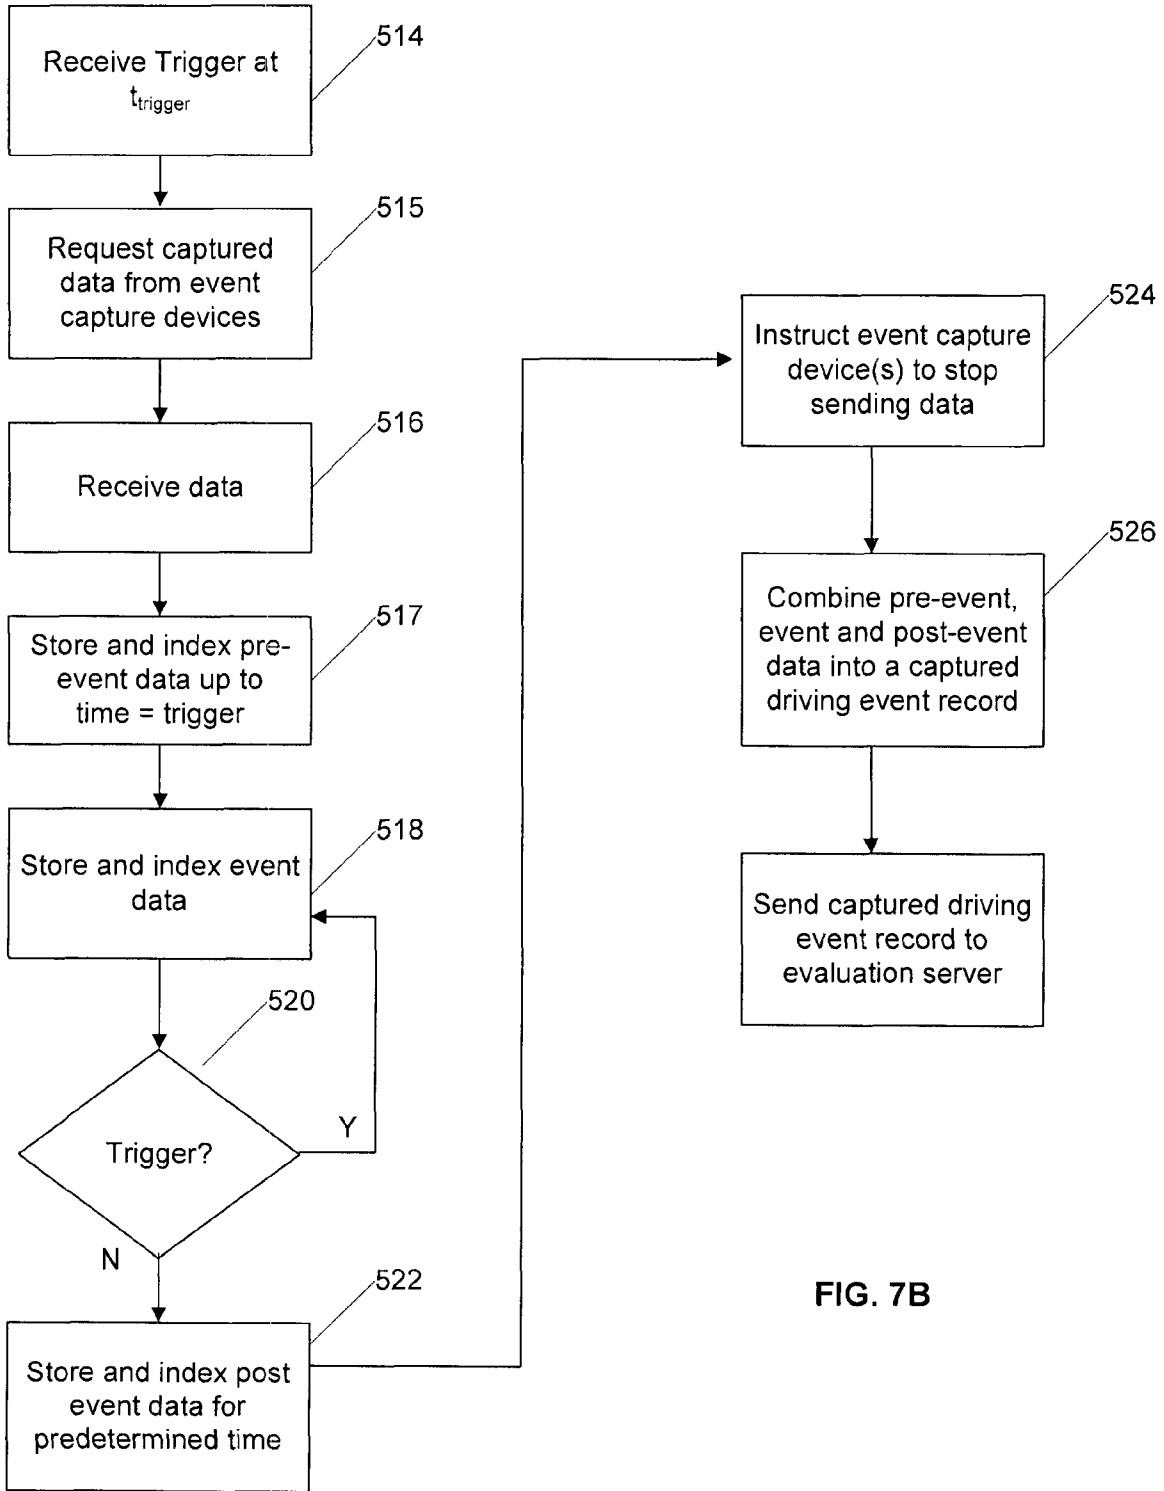 Receive Trigger at
t_trigger
514
Request captured
data from event
capture devices
515
Receive data
516
Store and index pre-
event data up to
time = trigger
517
Store and index event
data
518
Trigger?
520
Y
N
Store and index post
event data for
predetermined time
522
Instruct event capture
device(s) to stop
sending data
524
Combine pre-event,
event and post-event
data into a captured
driving event record
526
Send captured driving
event record to
evaluation server
FIG. 7B